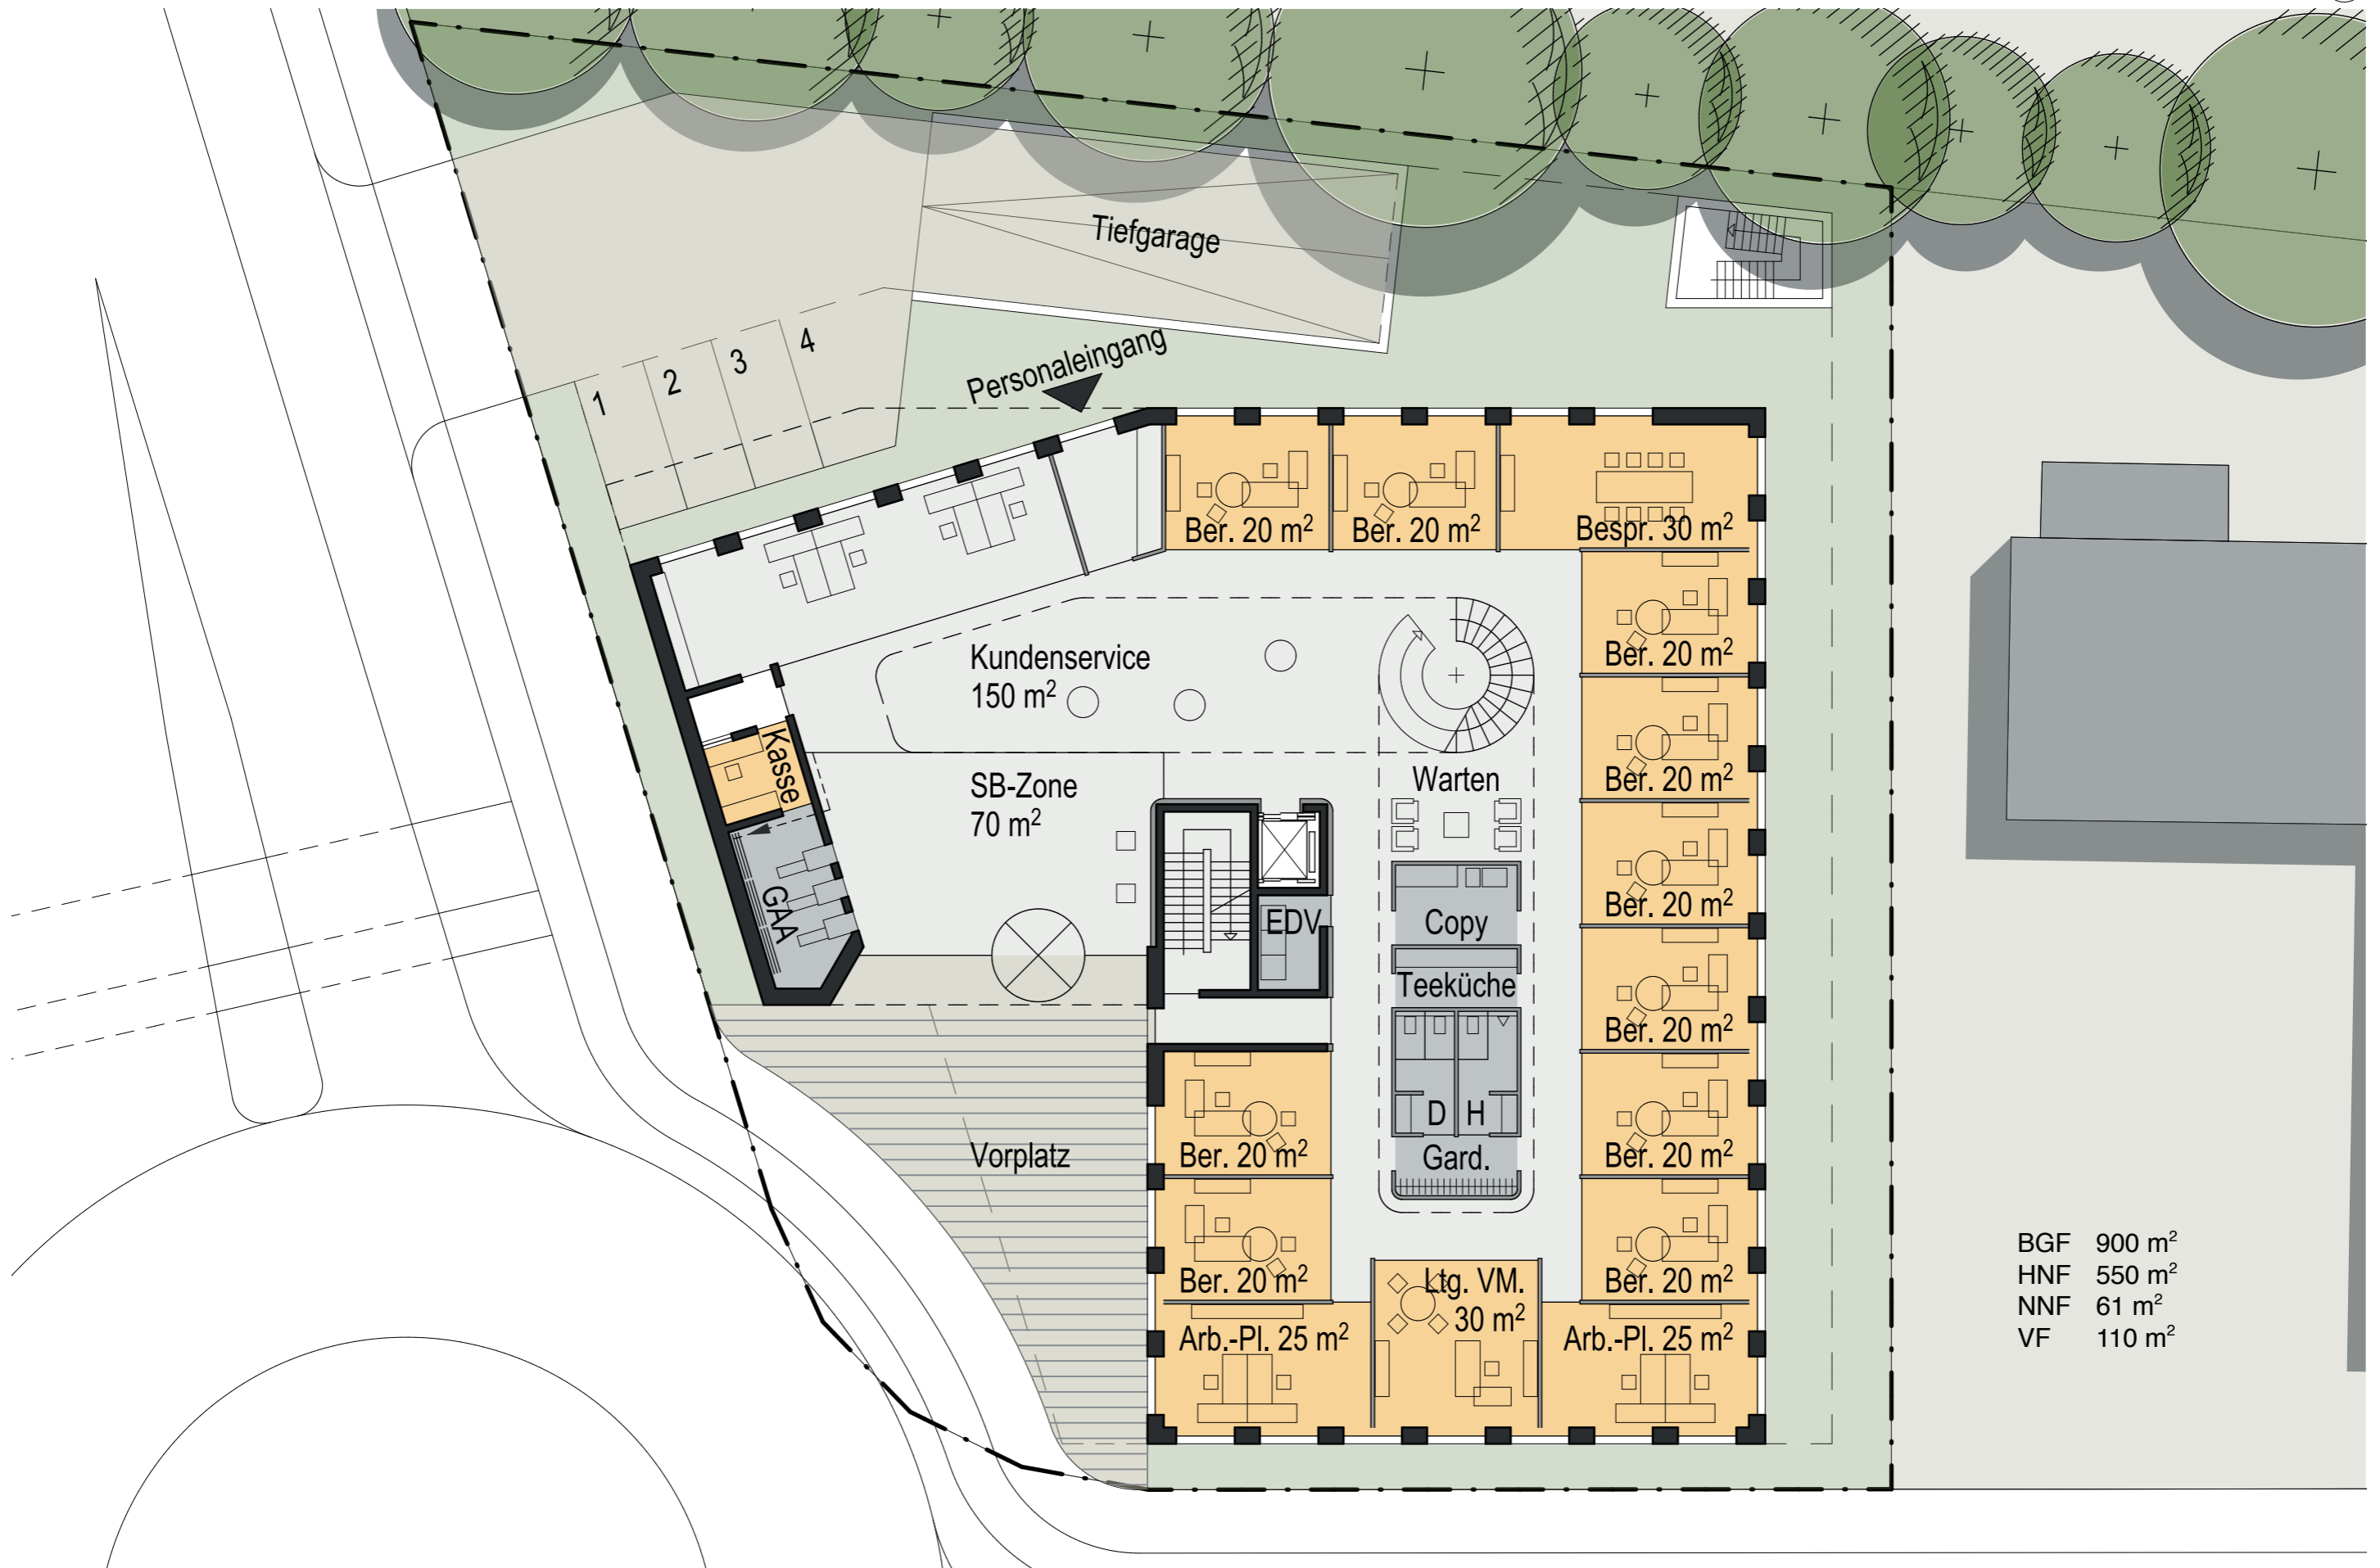 Tiefgarage
Personaleingang
1
2
3
4
Ber. 20 m²
Ber. 20 m²
Bespr. 30 m²
Ber. 20 m²
Kundenservice
150 m²
Ber. 20 m²
Kasse
SB-Zone
70 m²
Warten
GAA
EDV
Copy
Ber. 20 m²
Teeküche
Ber. 20 m²
D
H
Vorplatz
Ber. 20 m²
Gard.
Ber. 20 m²
Ber. 20 m²
Ltg. VM.
30 m²
Ber. 20 m²
Arb.-Pl. 25 m²
Arb.-Pl. 25 m²
BGF 900 m²
HNF 550 m²
NNF 61 m²
VF 110 m²